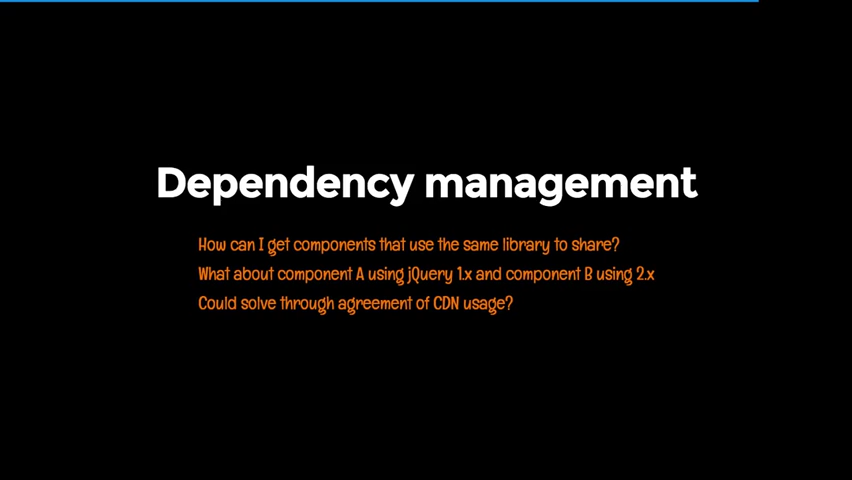 Dependency management
How can I get components that use the same library to share?
What about component A using jQuery 1.x and component B using 2.x
Could solve through agreement of CDN usage?